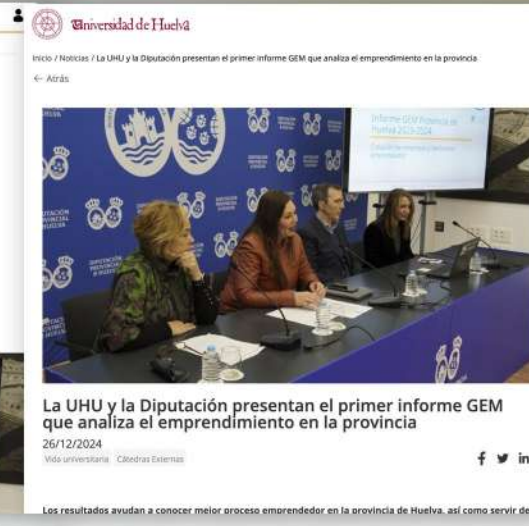 Universidad de Huelva
Inicio / Noticias / La UHU y la Diputación presentan el primer informe GEM que analiza el emprendimiento en la provincia
← Atrás
Informe GEM Provincia de
Huelva 2023-2024
La UHU y la Diputación presentan el primer informe GEM
que analiza el emprendimiento en la provincia
26/12/2024
Vida universitaria Cátedras Externas
Los resultados ayudan a conocer mejor proceso emprendedor en la provincia de Huelva, así como servir de